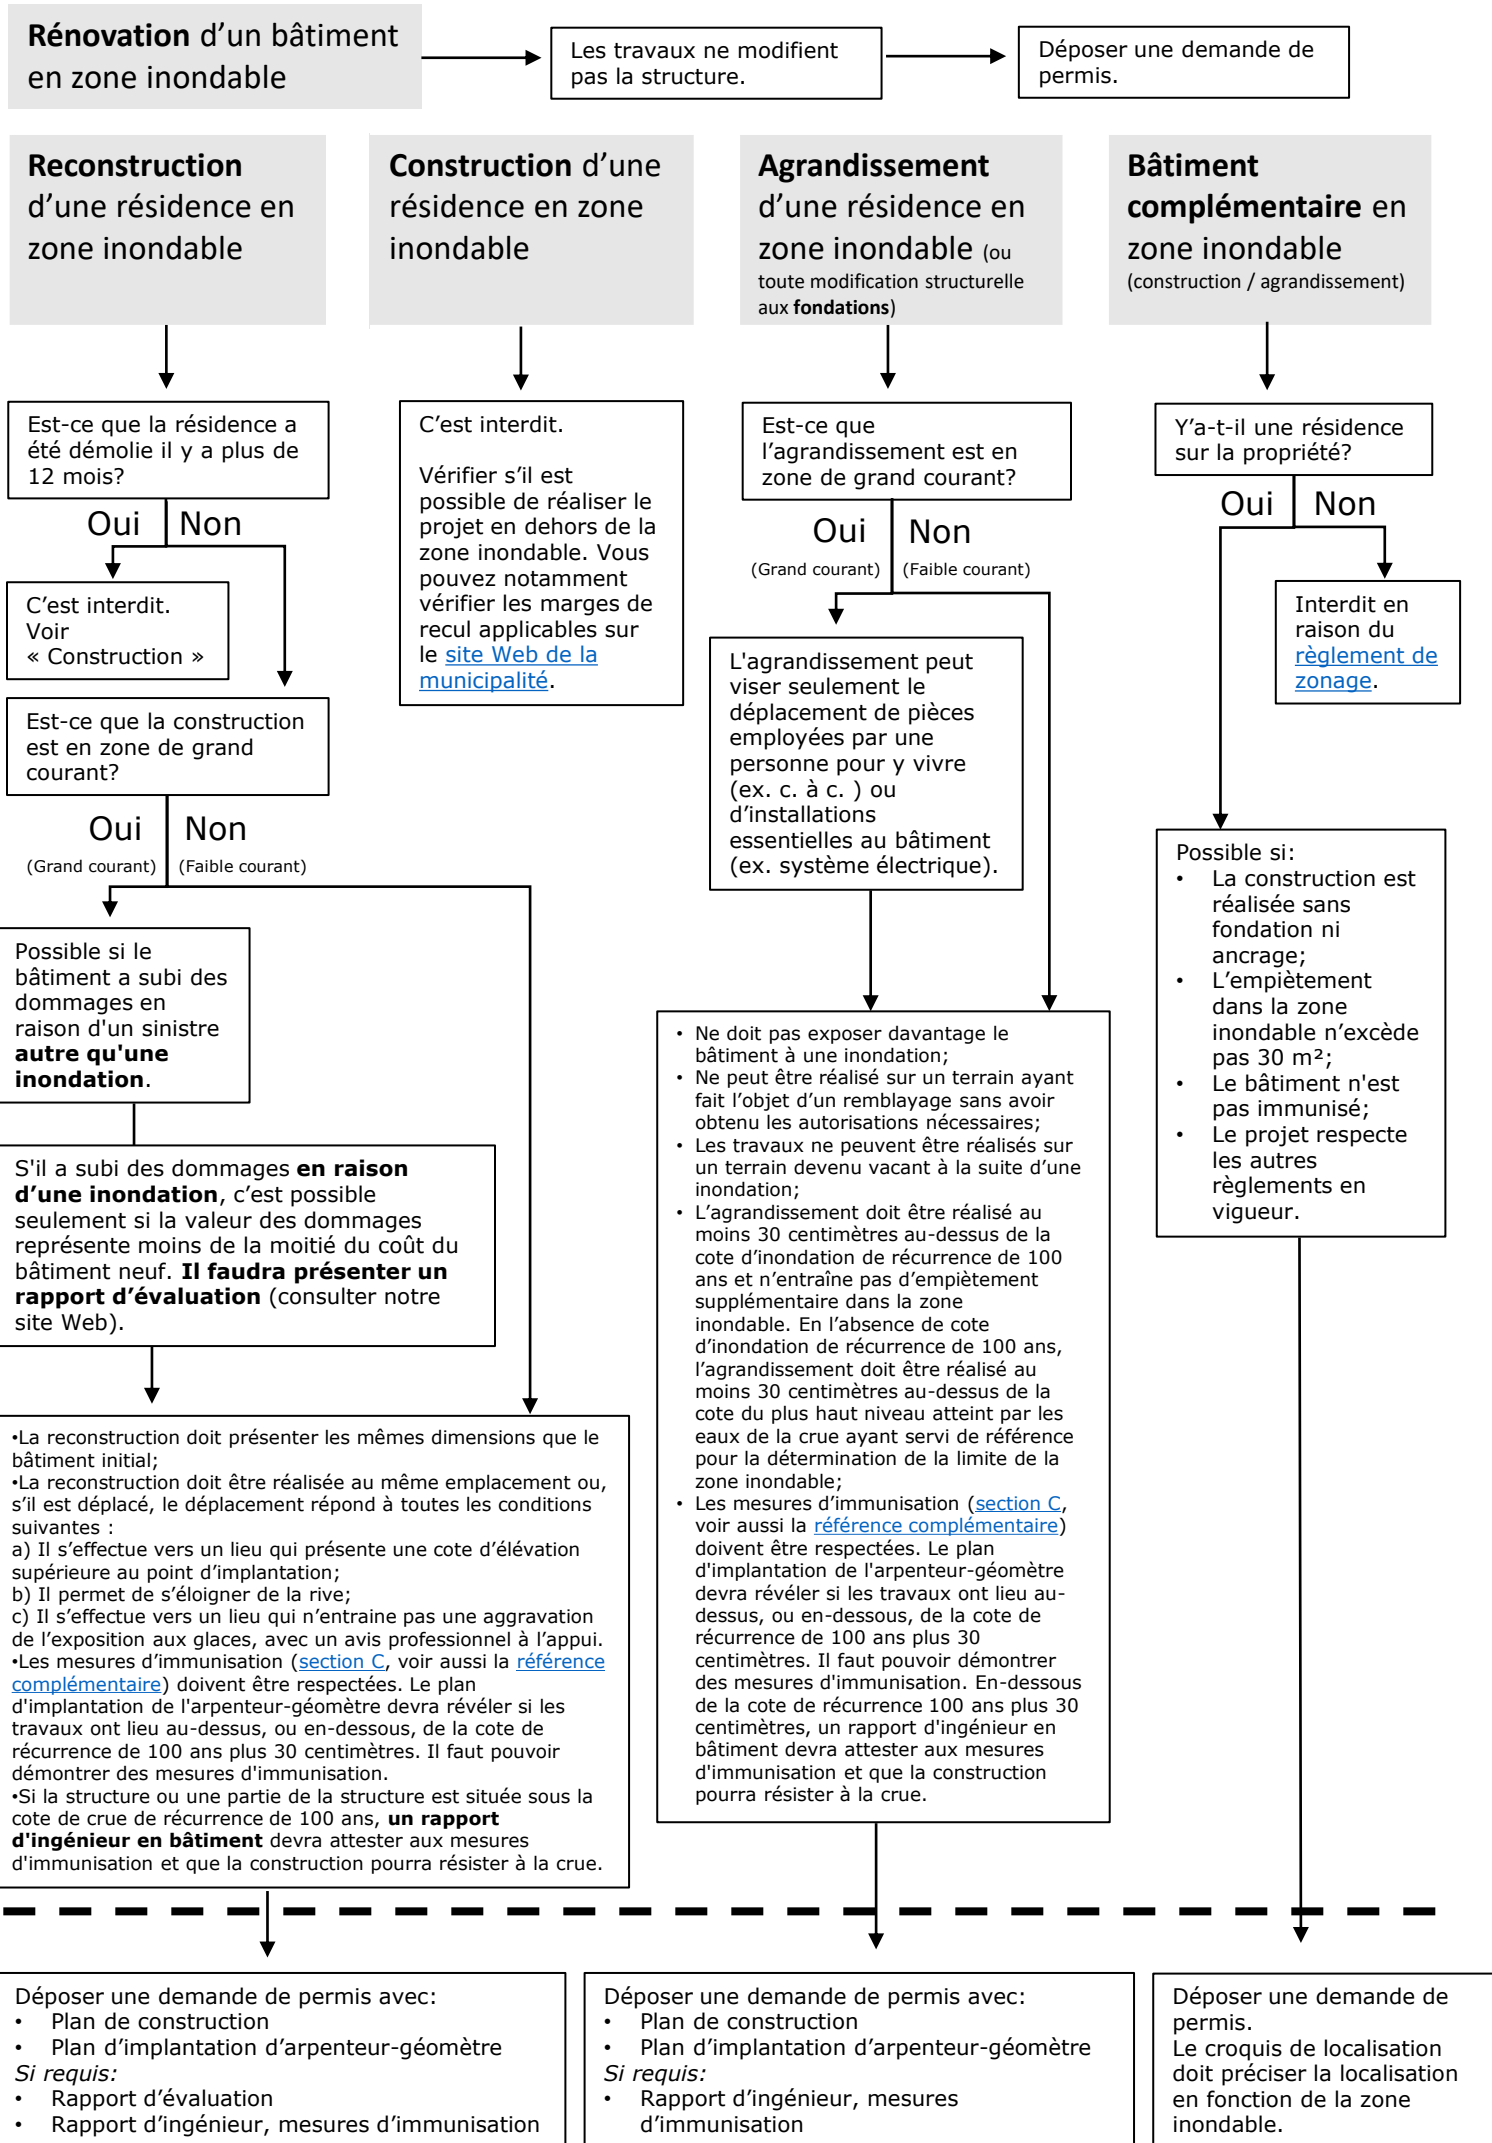 Rénovation d'un bâtiment
en zone inondable
Les travaux ne modifient
pas la structure.
Déposer une demande de
permis.
Reconstruction
d'une résidence en
zone inondable
Construction d'une
résidence en zone
inondable
Agrandissement
d'une résidence en
zone inondable (ou
toute modification structurelle
aux fondations)
Bâtiment
complémentaire en
zone inondable
(construction / agrandissement)
Est-ce que la résidence a
été démolie il y a plus de
12 mois?
Oui
Non
C'est interdit.
Voir
« Construction »
Est-ce que la construction
est en zone de grand
courant?
Oui
Non
(Grand courant)
(Faible courant)
Possible si le
bâtiment a subi des
dommages en
raison d'un sinistre
autre qu'une
inondation.
S'il a subi des dommages en raison
d'une inondation, c'est possible
seulement si la valeur des dommages
représente moins de la moitié du coût du
bâtiment neuf. Il faudra présenter un
rapport d'évaluation (consulter notre
site Web).
•La reconstruction doit présenter les mêmes dimensions que le
bâtiment initial;
•La reconstruction doit être réalisée au même emplacement ou,
s'il est déplacé, le déplacement répond à toutes les conditions
suivantes :
a) Il s'effectue vers un lieu qui présente une cote d'élévation
supérieure au point d'implantation;
b) Il permet de s'éloigner de la rive;
c) Il s'effectue vers un lieu qui n'entraine pas une aggravation
de l'exposition aux glaces, avec un avis professionnel à l'appui.
•Les mesures d'immunisation (section C, voir aussi la référence
complémentaire) doivent être respectées. Le plan
d'implantation de l'arpenteur-géomètre devra révéler si les
travaux ont lieu au-dessus, ou en-dessous, de la cote de
récurrence de 100 ans plus 30 centimètres. Il faut pouvoir
démontrer des mesures d'immunisation.
•Si la structure ou une partie de la structure est située sous la
cote de crue de récurrence de 100 ans, un rapport
d'ingénieur en bâtiment devra attester aux mesures
d'immunisation et que la construction pourra résister à la crue.
Déposer une demande de permis avec:
• Plan de construction
• Plan d'implantation d'arpenteur-géomètre
Si requis:
• Rapport d'évaluation
• Rapport d'ingénieur, mesures d'immunisation
C'est interdit.
Vérifier s'il est
possible de réaliser le
projet en dehors de la
zone inondable. Vous
pouvez notamment
vérifier les marges de
recul applicables sur
le site Web de la
municipalité.
Est-ce que
l'agrandissement est en
zone de grand courant?
Oui
Non
(Grand courant)
(Faible courant)
L'agrandissement peut
viser seulement le
déplacement de pièces
employées par une
personne pour y vivre
(ex. c. à c. ) ou
d'installations
essentielles au bâtiment
(ex. système électrique).
• Ne doit pas exposer davantage le
bâtiment à une inondation;
• Ne peut être réalisé sur un terrain ayant
fait l'objet d'un remblayage sans avoir
obtenu les autorisations nécessaires;
• Les travaux ne peuvent être réalisés sur
un terrain devenu vacant à la suite d'une
inondation;
• L'agrandissement doit être réalisé au
moins 30 centimètres au-dessus de la
cote d'inondation de récurrence de 100
ans et n'entraîne pas d'empiètement
supplémentaire dans la zone
inondable. En l'absence de cote
d'inondation de récurrence de 100 ans,
l'agrandissement doit être réalisé au
moins 30 centimètres au-dessus de la
cote du plus haut niveau atteint par les
eaux de la crue ayant servi de référence
pour la détermination de la limite de la
zone inondable;
• Les mesures d'immunisation (section C,
voir aussi la référence complémentaire)
doivent être respectées. Le plan
d'implantation de l'arpenteur-géomètre
devra révéler si les travaux ont lieu au-
dessus, ou en-dessous, de la cote de
récurrence de 100 ans plus 30
centimètres. Il faut pouvoir démontrer
des mesures d'immunisation. En-dessous
de la cote de récurrence 100 ans plus 30
centimètres, un rapport d'ingénieur en
bâtiment devra attester aux mesures
d'immunisation et que la construction
pourra résister à la crue.
Déposer une demande de permis avec:
• Plan de construction
• Plan d'implantation d'arpenteur-géomètre
Si requis:
• Rapport d'ingénieur, mesures
d'immunisation
Y'a-t-il une résidence
sur la propriété?
Oui
Non
Interdit en
raison du
règlement de
zonage.
Possible si:
• La construction est
réalisée sans
fondation ni
ancrage;
• L'empiètement
dans la zone
inondable n'excède
pas 30 m²;
• Le bâtiment n'est
pas immunisé;
• Le projet respecte
les autres
règlements en
vigueur.
Déposer une demande de
permis.
Le croquis de localisation
doit préciser la localisation
en fonction de la zone
inondable.